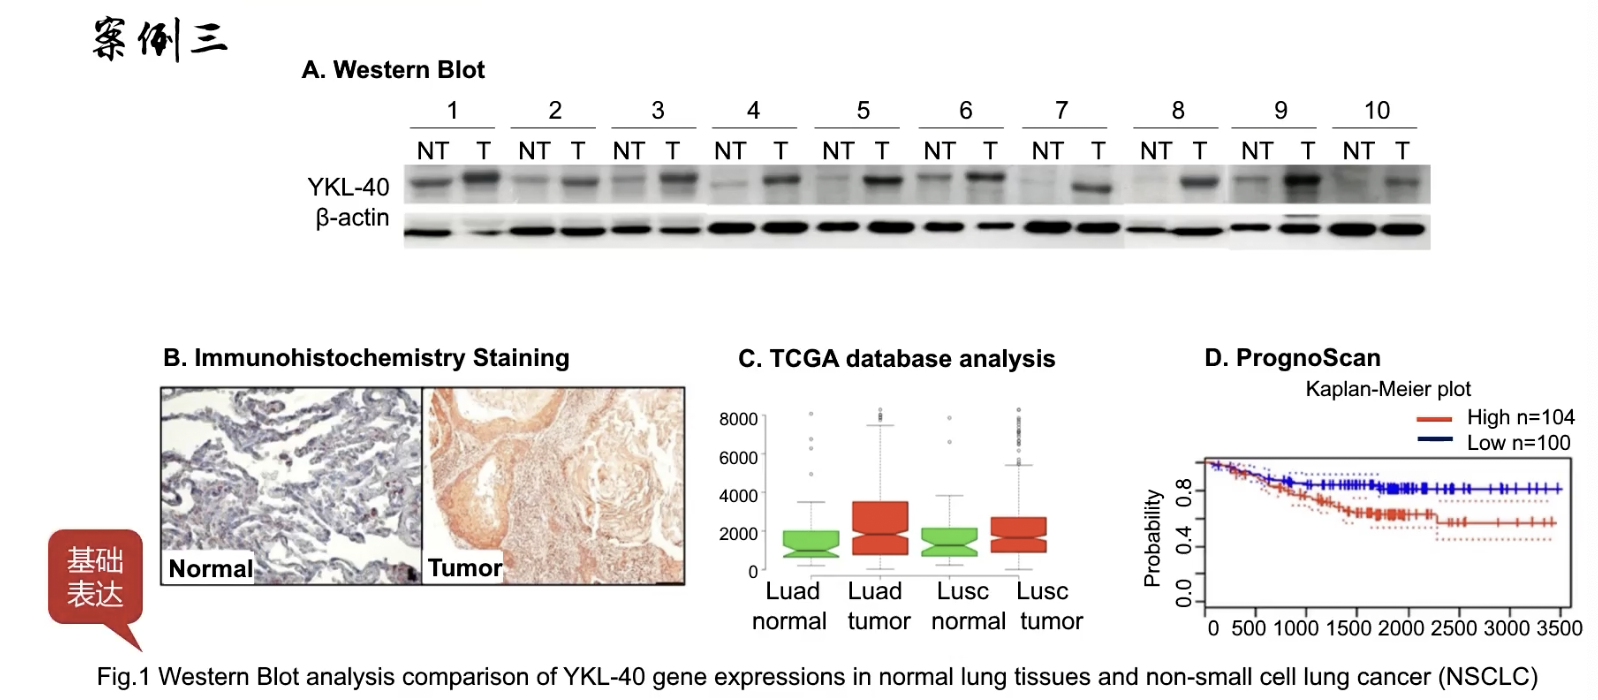 案例三
A. Western Blot
1 2 3 4 5 6 7 8 9 10
NT T NT T NT T NT T NT T NT T NT T NT T NT T NT T
YKL-40
β-actin
B. Immunohistochemistry Staining
Normal
Tumor
C. TCGA database analysis
8000
6000
4000
2000
0
Luad normal
Luad tumor
Lusc normal
Lusc tumor
D. PrognoScan
Kaplan-Meier plot
High n=104
Low n=100
Probability
0.8
0.4
0.0
0 500 1000 1500 2000 2500 3000 3500
基础
表达
Fig.1 Western Blot analysis comparison of YKL-40 gene expressions in normal lung tissues and non-small cell lung cancer (NSCLC)